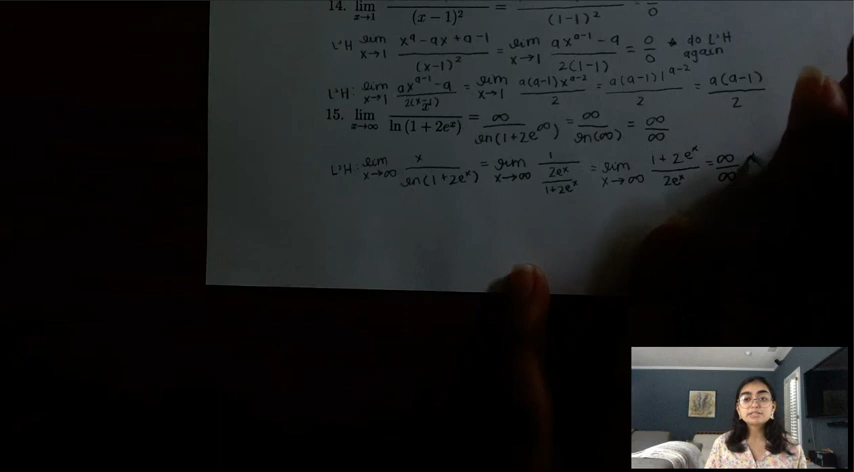 14. lim x→1 (x − 1)² = (1−1)² 0
L'H lim x→1 x^a − ax + a − 1 / (x−1)² = lim x→1 ax^(a−1) − a / 2(1−1) = 0/0 * do L'H again
L'H: lim x→1 ax^(a−1) − a / 2(x−1) = lim x→1 a(a−1)x^(a−2) / 2 = a(a−1)1^(a−2) / 2 = a(a−1) / 2
15. lim x→∞ / ln(1 + 2e^x) = ∞ / ln(1+2e^∞) = ∞ / ln(∞) = ∞/∞
L'H: lim x→∞ x / ln(1+2e^x) = lim x→∞ 1 / (2e^x / 1+2e^x) = lim x→∞ 1+2e^x / 2e^x = ∞/∞